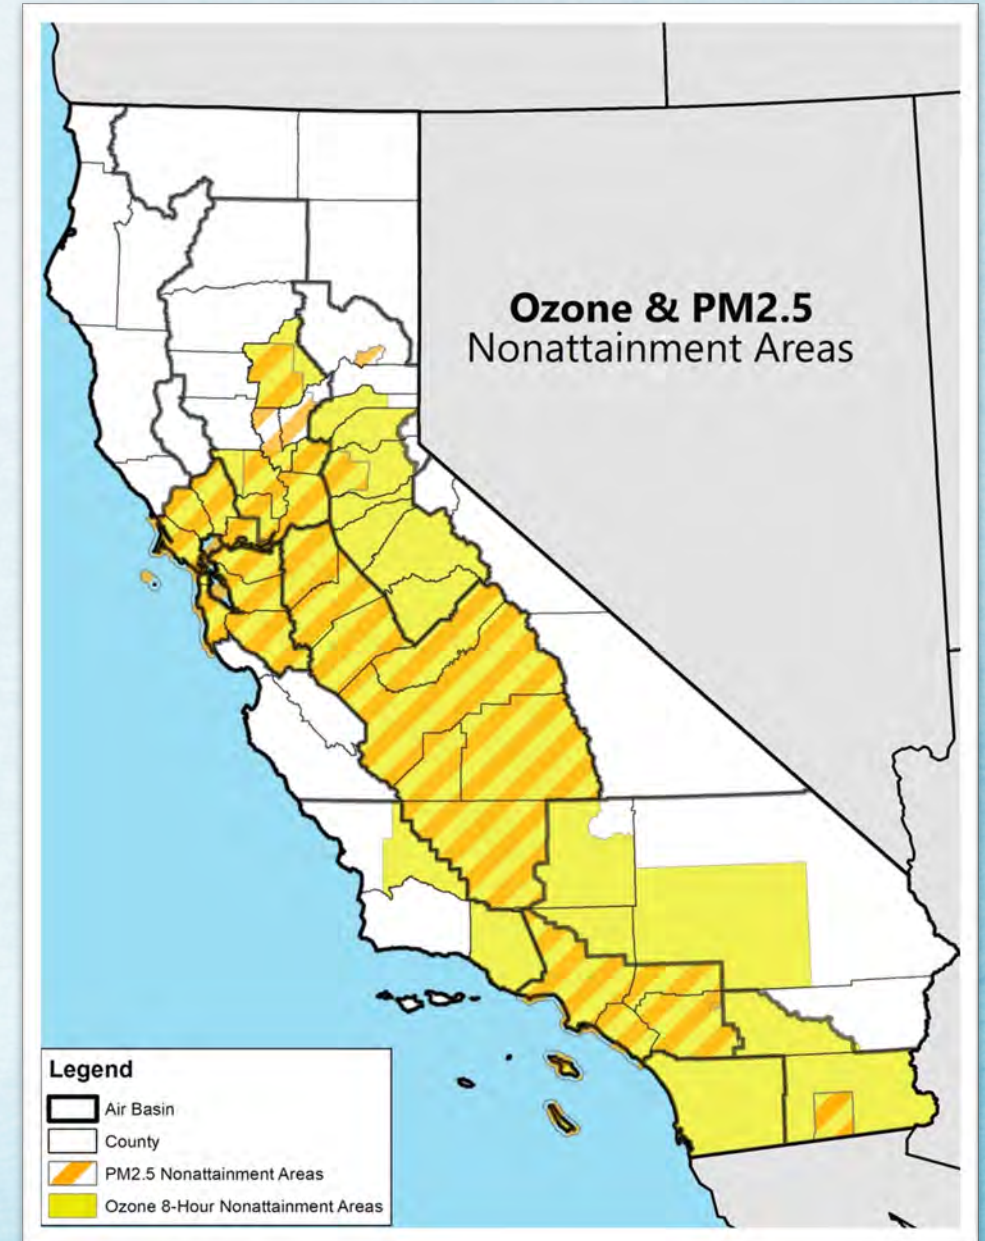 Ozone & PM2.5
Nonattainment Areas
Legend
Air Basin
County
PM2.5 Nonattainment Areas
Ozone 8-Hour Nonattainment Areas